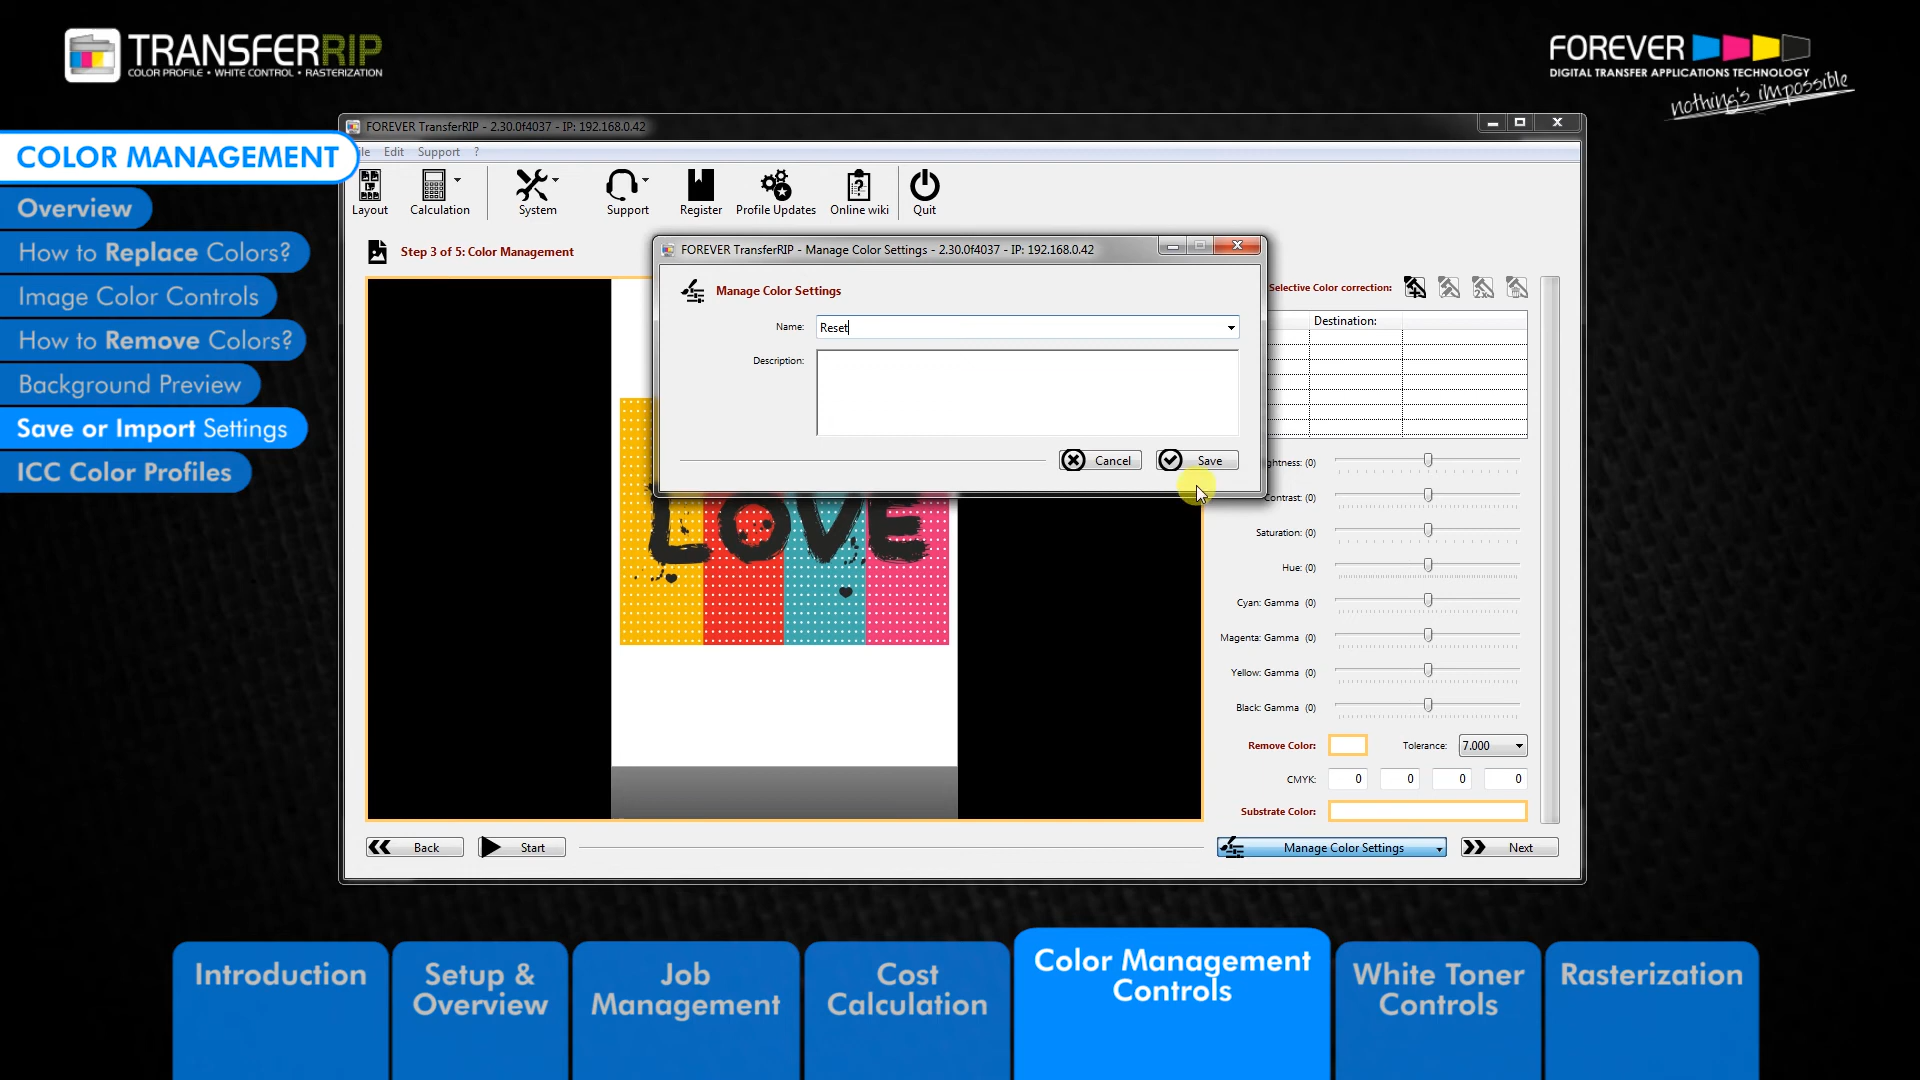 TRANSFERRIP
COLOR PROFILE • WHITE CONTROL • RASTERIZATION
FOREVER
DIGITAL TRANSFER APPLICATIONS TECHNOLOGY
nothing's impossible
COLOR MANAGEMENT
Overview
How to Replace Colors?
Image Color Controls
How to Remove Colors?
Background Preview
Save or Import Settings
ICC Color Profiles
FOREVER TransferRIP - 2.30.0f4037 - IP: 192.168.0.42
Edit Support ?
Layout Calculation System Support Register Profile Updates Online wiki Quit
Step 3 of 5: Color Management
FOREVER TransferRIP - Manage Color Settings - 2.30.0f4037 - IP: 192.168.0.42
Manage Color Settings
Name: Reset
Description:
Cancel Save
Selective Color correction:
2x
Destination:
LOVE
Contrast: (0)
Saturation: (0)
Hue: (0)
Cyan: Gamma (0)
Magenta: Gamma (0)
Yellow: Gamma (0)
Black: Gamma (0)
Remove Color: Tolerance: 7.000
CMYK: 0 0 0 0
Substrate Color:
Back Start Manage Color Settings Next
Introduction
Setup & Overview
Job Management
Cost Calculation
Color Management Controls
White Toner Controls
Rasterization